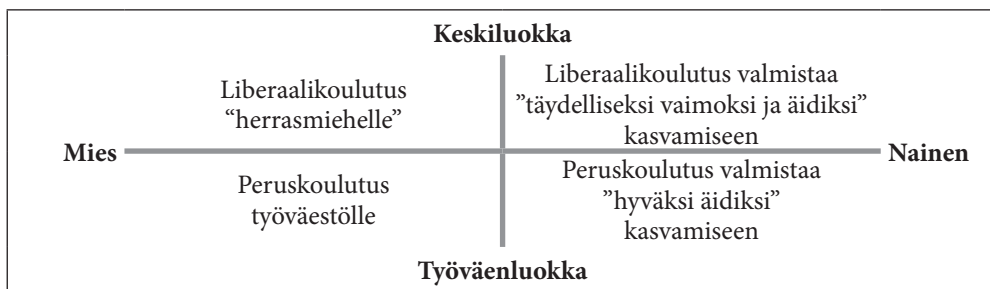 Keskiluokka
Liberaalikoulutus
“herrasmiehelle”
Liberaalikoulutus valmistaa
”täydelliseksi vaimoksi ja äidiksi”
kasvamiseen
Mies
Nainen
Peruskoulutus
työväestölle
Peruskoulutus valmistaa
”hyväksi äidiksi”
kasvamiseen
Työväenluokka